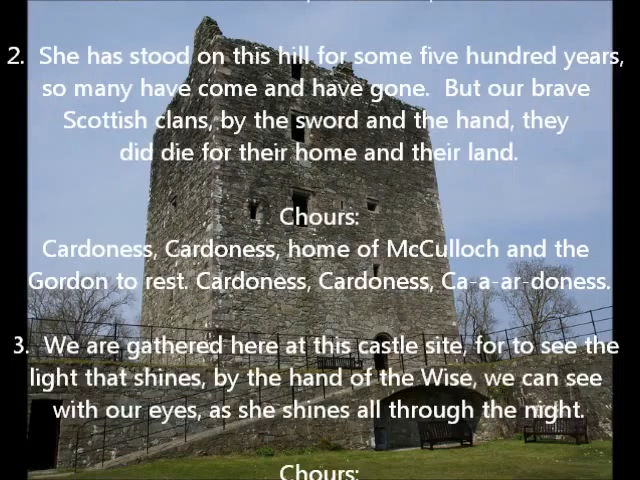 2. She has stood on this hill for some five hundred years,
so many have come and have gone. But our brave
Scottish clans, by the sword and the hand, they
did die for their home and their land.
Chours:
Cardoness, Cardoness, home of McCulloch and the
Gordon to rest. Cardoness, Cardoness, Ca-a-ar-doness.
3. We are gathered here at this castle site, for to see the
light that shines, by the hand of the Wise, we can see
with our eyes, as she shines all through the night.
Chours: